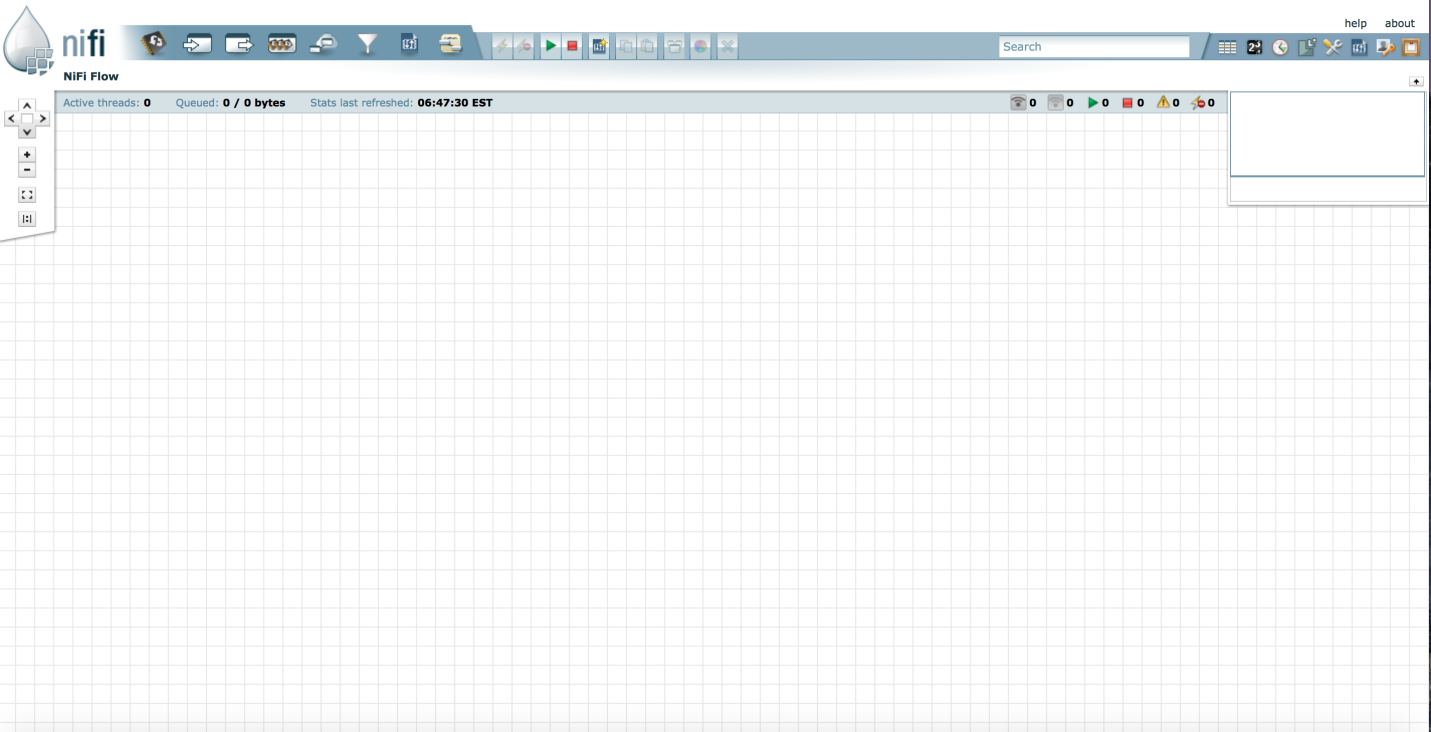 help about
nifi
Search
NiFi Flow
Active threads: 0 Queued: 0 / 0 bytes Stats last refreshed: 06:47:30 EST 0 0 0 0 0 0